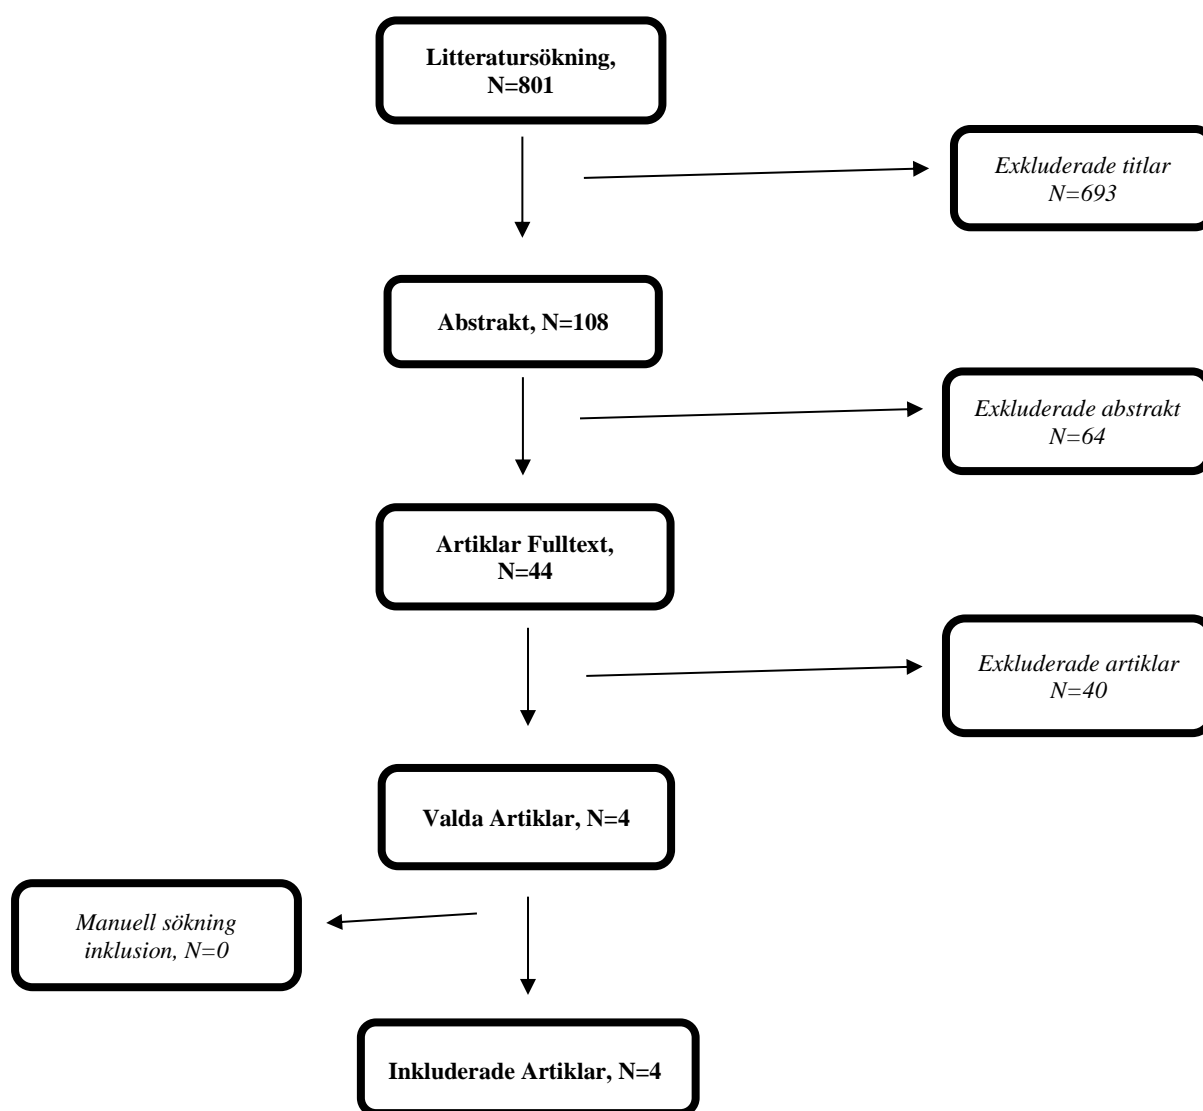 Litteratursökning,
N=801
Exkluderade titlar
N=693
Abstrakt, N=108
Exkluderade abstrakt
N=64
Artiklar Fulltext,
N=44
Exkluderade artiklar
N=40
Valda Artiklar, N=4
Manuell sökning
inklusion, N=0
Inkluderade Artiklar, N=4